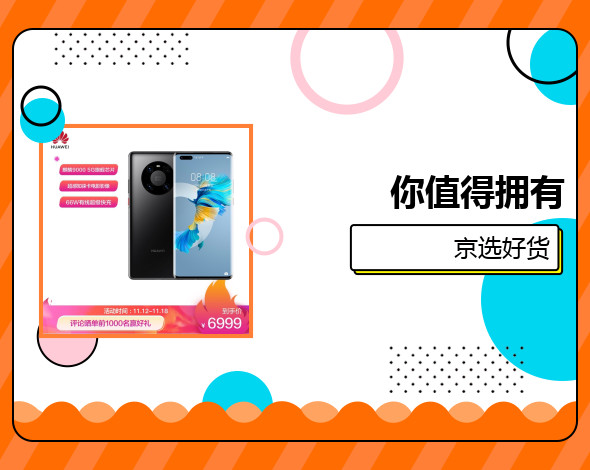 你值得拥有
京选好货
HUAWEI
麒麟9000 5G旗舰芯片
超感知徕卡电影影像
66W有线超级快充
08:08
活动时间：11.12~11.18
评论晒单前1000名赢好礼
到手价
￥6999